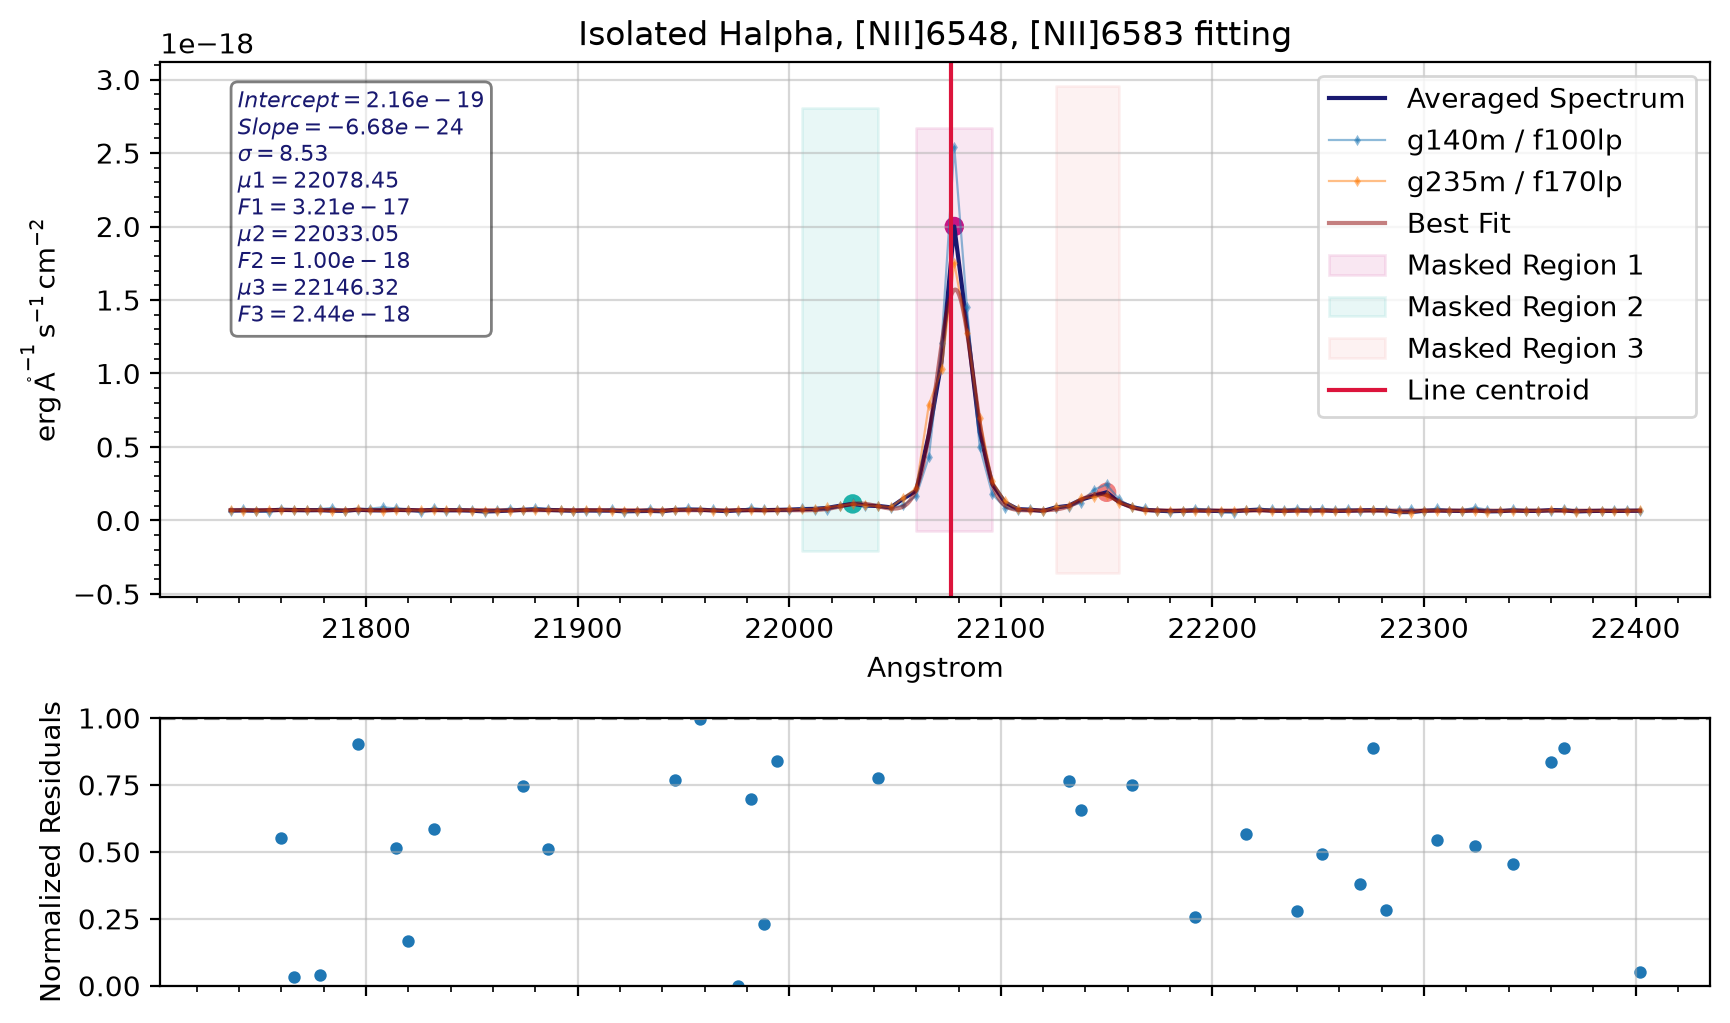 Isolated Halpha, [NII]6548, [NII]6583 fitting
1e−18
3.0
2.5
2.0
1.5
1.0
0.5
0.0
−0.5
erg Å⁻¹ s⁻¹ cm⁻²
Intercept = 2.16e − 19
Slope = −6.68e − 24
σ = 8.53
μ1 = 22078.45
F1 = 3.21e − 17
μ2 = 22033.05
F2 = 1.00e − 18
μ3 = 22146.32
F3 = 2.44e − 18
Averaged Spectrum
g140m / f100lp
g235m / f170lp
Best Fit
Masked Region 1
Masked Region 2
Masked Region 3
Line centroid
21800 21900 22000 22100 22200 22300 22400
Angstrom
1.00
0.75
0.50
0.25
0.00
Normalized Residuals